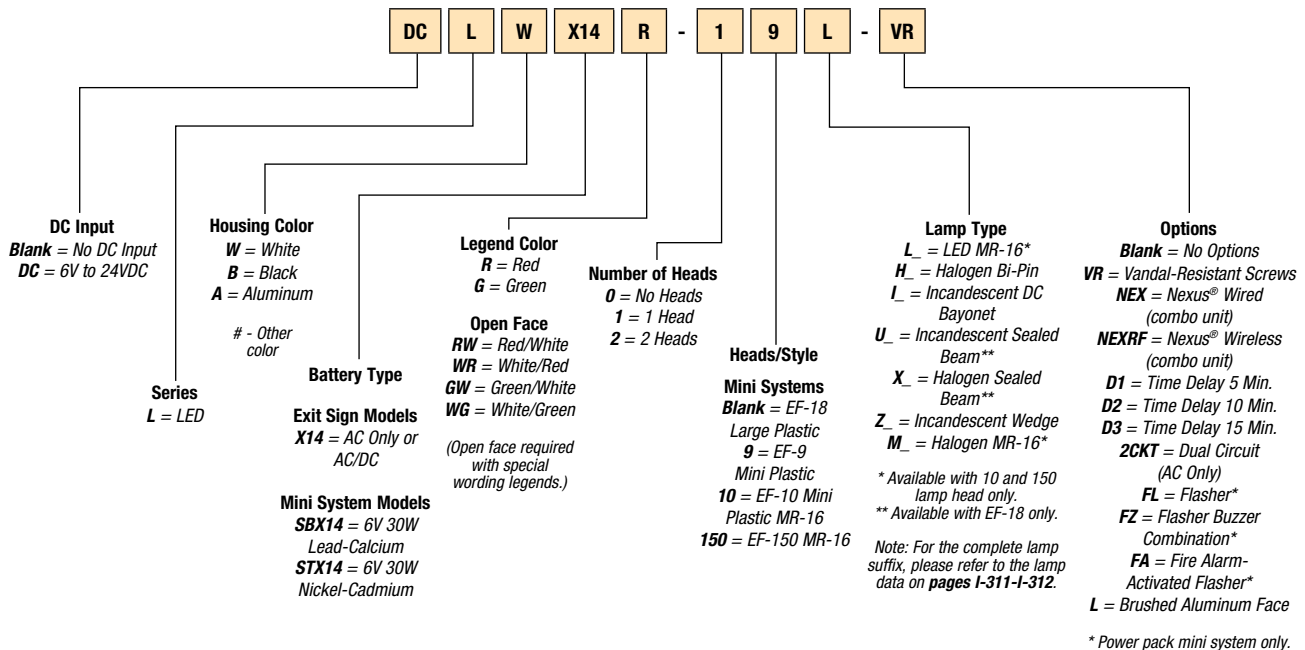 DC L W X14 R - 1 9 L - VR
DC Input
Blank = No DC Input
DC = 6V to 24VDC
Series
L = LED
Housing Color
W = White
B = Black
A = Aluminum
# - Other
color
Battery Type
Exit Sign Models
X14 = AC Only or
AC/DC
Mini System Models
SBX14 = 6V 30W
Lead-Calcium
STX14 = 6V 30W
Nickel-Cadmium
Legend Color
R = Red
G = Green
Open Face
RW = Red/White
WR = White/Red
GW = Green/White
WG = White/Green
(Open face required
with special
wording legends.)
Number of Heads
0 = No Heads
1 = 1 Head
2 = 2 Heads
Heads/Style
Mini Systems
Blank = EF-18
Large Plastic
9 = EF-9
Mini Plastic
10 = EF-10 Mini
Plastic MR-16
150 = EF-150 MR-16
Lamp Type
L_ = LED MR-16*
H_ = Halogen Bi-Pin
I_ = Incandescent DC
Bayonet
U_ = Incandescent Sealed
Beam**
X_ = Halogen Sealed
Beam**
Z_ = Incandescent Wedge
M_ = Halogen MR-16*
* Available with 10 and 150
lamp head only.
** Available with EF-18 only.
Note: For the complete lamp
suffix, please refer to the lamp
data on pages I-311-I-312.
Options
Blank = No Options
VR = Vandal-Resistant Screws
NEX = Nexus® Wired
(combo unit)
NEXRF = Nexus® Wireless
(combo unit)
D1 = Time Delay 5 Min.
D2 = Time Delay 10 Min.
D3 = Time Delay 15 Min.
2CKT = Dual Circuit
(AC Only)
FL = Flasher*
FZ = Flasher Buzzer
Combination*
FA = Fire Alarm-
Activated Flasher*
L = Brushed Aluminum Face
* Power pack mini system only.